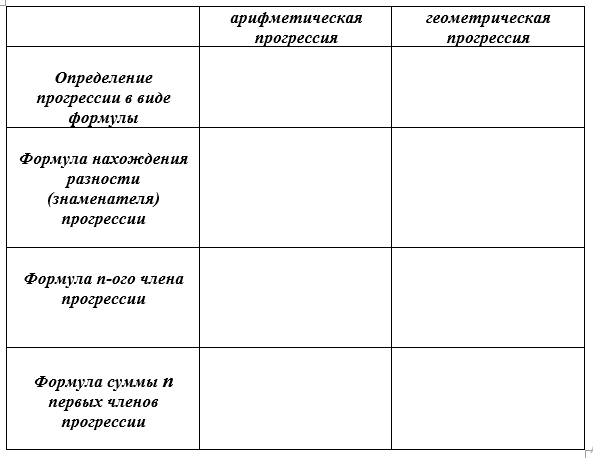 арифметическая
прогрессия
геометрическая
прогрессия
Определение
прогрессии в виде
формулы
Формула нахождения
разности
(знаменателя)
прогрессии
Формула n-ого члена
прогрессии
Формула суммы n
первых членов
прогрессии